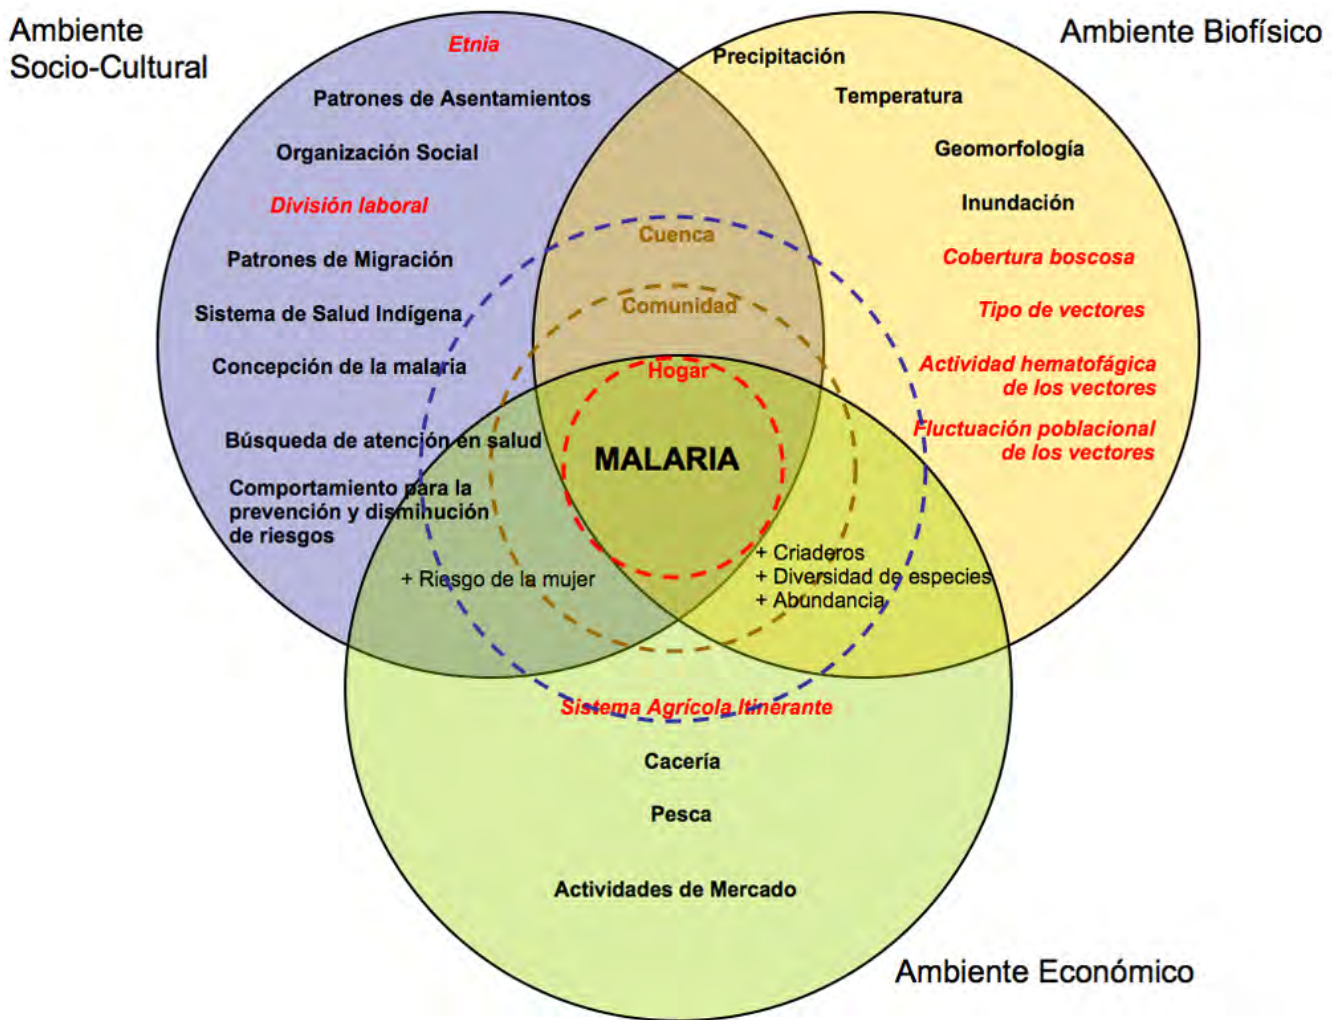 Ambiente
Socio-Cultural
Ambiente Biofísico
Etnia
Patrones de Asentamientos
Organización Social
División laboral
Patrones de Migración
Sistema de Salud Indígena
Concepción de la malaria
Búsqueda de atención en salud
Comportamiento para la
prevención y disminución
de riesgos
Precipitación
Temperatura
Geomorfología
Inundación
Cobertura boscosa
Tipo de vectores
Actividad hematofágica
de los vectores
Fluctuación poblacional
de los vectores
Cuenca
Comunidad
Hogar
MALARIA
+ Riesgo de la mujer
+ Criaderos
+ Diversidad de especies
+ Abundancia
Sistema Agrícola Itinerante
Cacería
Pesca
Actividades de Mercado
Ambiente Económico